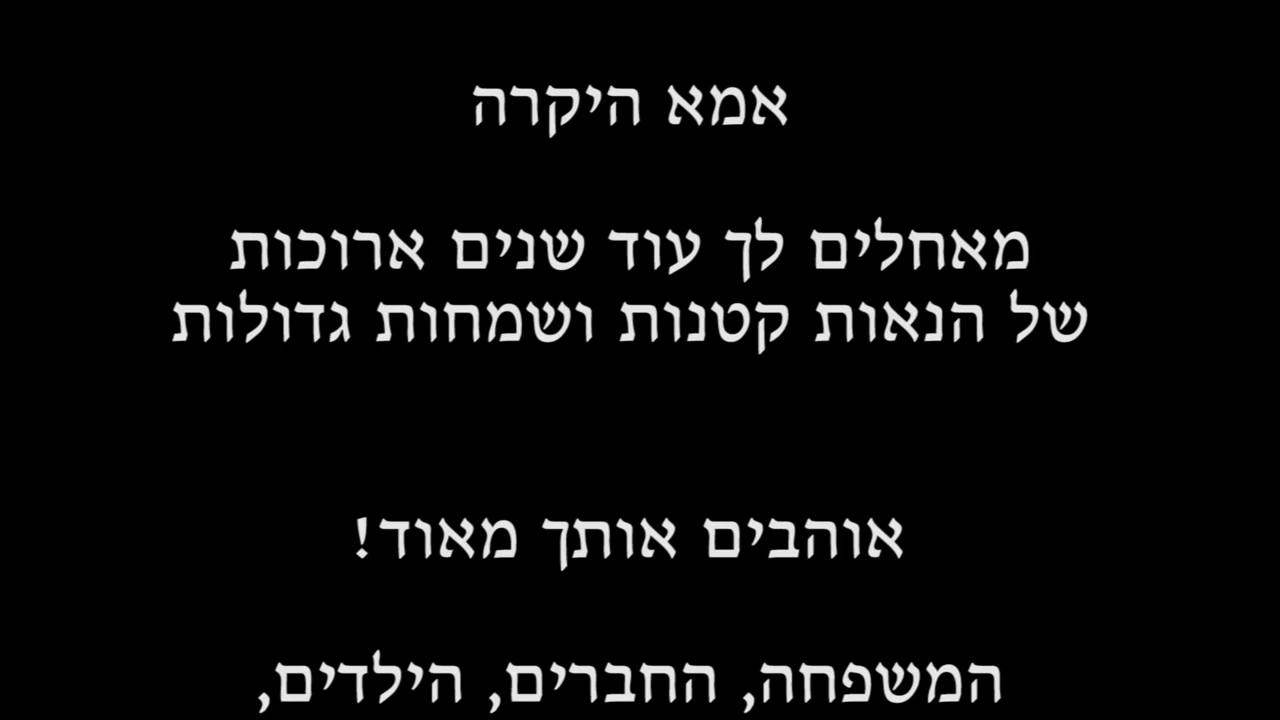 אמא היקרה
מאחלים לך עוד שנים ארוכות
של הנאות קטנות ושמחות גדולות
אוהבים אותך מאוד!
המשפחה, החברים, הילדים,